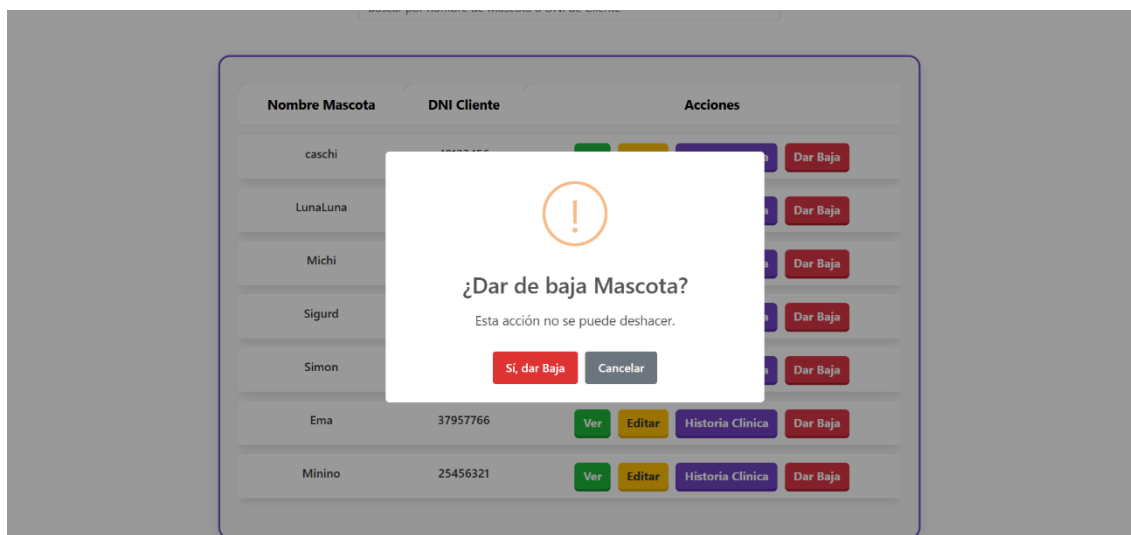 Nombre Mascota DNI Cliente Acciones
caschi Dar Baja
LunaLuna Dar Baja
Michi Dar Baja
¿Dar de baja Mascota?
Sigurd Dar Baja
Esta acción no se puede deshacer.
Simon Dar Baja
Sí, dar Baja Cancelar
Ema 37957766 Ver Editar Historia Clinica Dar Baja
Minino 25456321 Ver Editar Historia Clinica Dar Baja